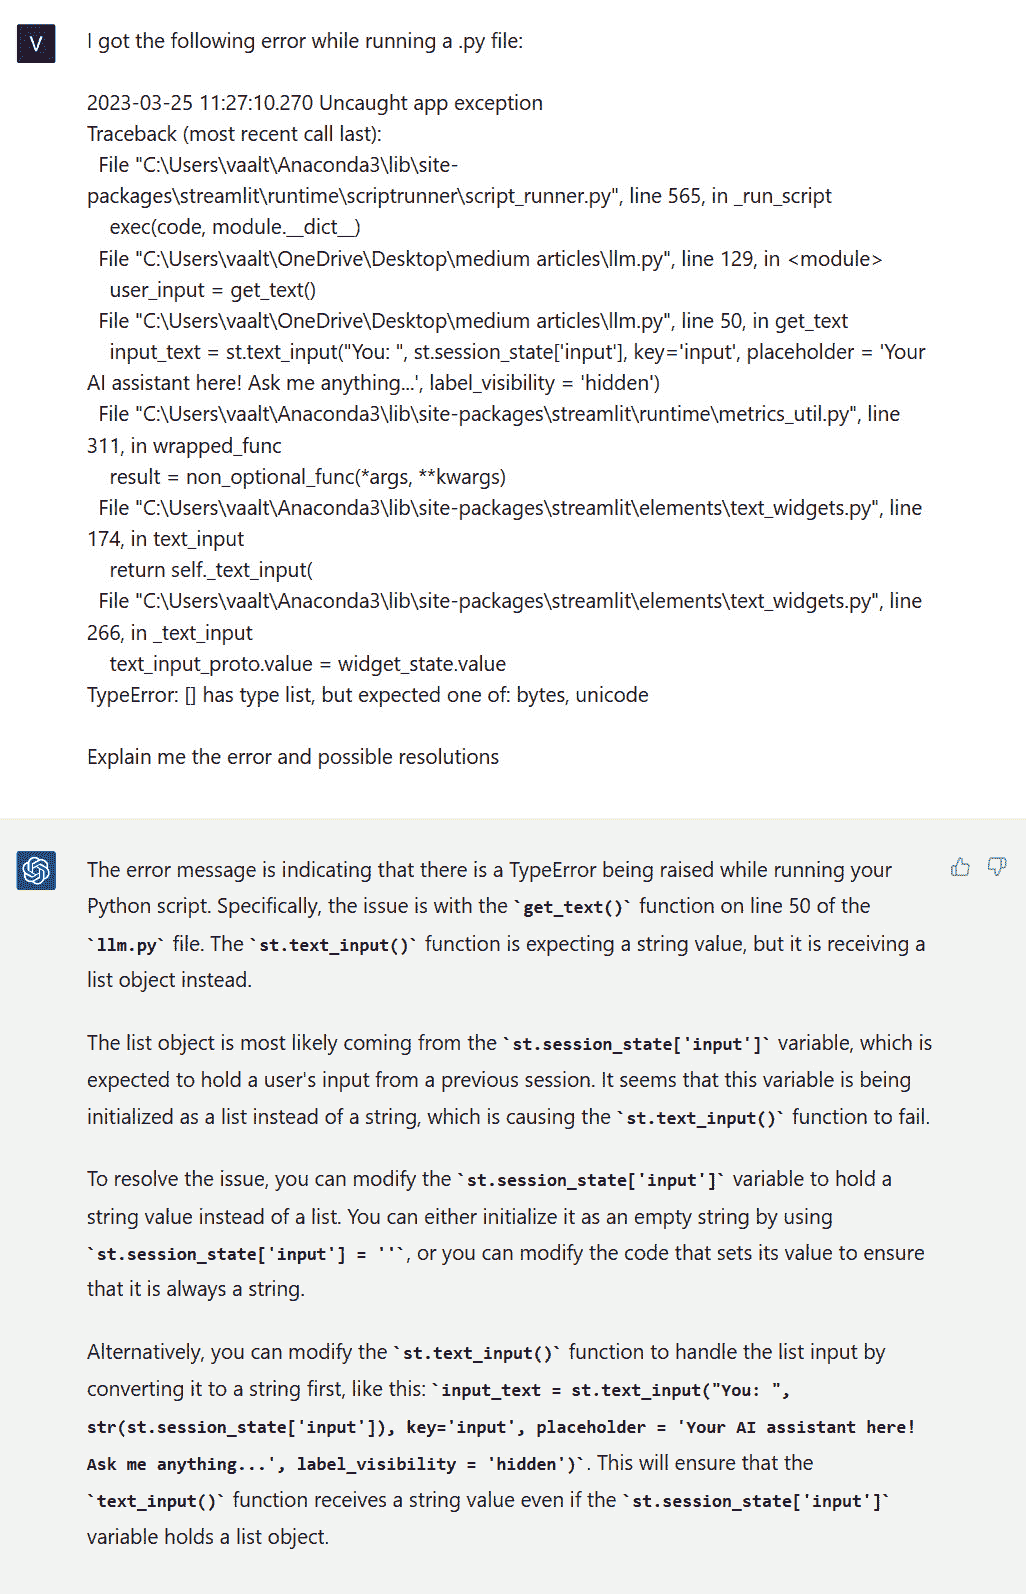 V
I got the following error while running a .py file:
2023-03-25 11:27:10.270 Uncaught app exception
Traceback (most recent call last):
File "C:\Users\vaalt\Anaconda3\lib\site-
packages\streamlit\runtime\scriptrunner\script_runner.py", line 565, in _run_script
exec(code, module.__dict__)
File "C:\Users\vaalt\OneDrive\Desktop\medium articles\llm.py", line 129, in <module>
user_input = get_text()
File "C:\Users\vaalt\OneDrive\Desktop\medium articles\llm.py", line 50, in get_text
input_text = st.text_input("You: ", st.session_state['input'], key='input', placeholder = 'Your
AI assistant here! Ask me anything...', label_visibility = 'hidden')
File "C:\Users\vaalt\Anaconda3\lib\site-packages\streamlit\runtime\metrics_util.py", line
311, in wrapped_func
result = non_optional_func(*args, **kwargs)
File "C:\Users\vaalt\Anaconda3\lib\site-packages\streamlit\elements\text_widgets.py", line
174, in text_input
return self._text_input(
File "C:\Users\vaalt\Anaconda3\lib\site-packages\streamlit\elements\text_widgets.py", line
266, in _text_input
text_input_proto.value = widget_state.value
TypeError: [] has type list, but expected one of: bytes, unicode
Explain me the error and possible resolutions
The error message is indicating that there is a TypeError being raised while running your
Python script. Specifically, the issue is with the `get_text()` function on line 50 of the
`llm.py` file. The `st.text_input()` function is expecting a string value, but it is receiving a
list object instead.
The list object is most likely coming from the `st.session_state['input']` variable, which is
expected to hold a user's input from a previous session. It seems that this variable is being
initialized as a list instead of a string, which is causing the `st.text_input()` function to fail.
To resolve the issue, you can modify the `st.session_state['input']` variable to hold a
string value instead of a list. You can either initialize it as an empty string by using
`st.session_state['input'] = ''`, or you can modify the code that sets its value to ensure
that it is always a string.
Alternatively, you can modify the `st.text_input()` function to handle the list input by
converting it to a string first, like this: `input_text = st.text_input("You: ",
str(st.session_state['input']), key='input', placeholder = 'Your AI assistant here!
Ask me anything...', label_visibility = 'hidden')`. This will ensure that the
`text_input()` function receives a string value even if the `st.session_state['input']`
variable holds a list object.